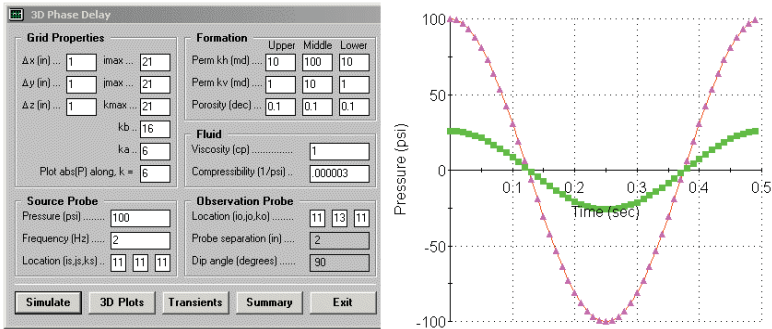 3D Phase Delay
Grid Properties
Δx (in) ... 1 imax ... 21
Δy (in) ... 1 jmax ... 21
Δz (in) ... 1 kmax ... 21
kb .. 16
ka .. 6
Plot abs(P) along, k = 6
Formation
Upper Middle Lower
Perm kh (md) .... 10 100 10
Perm kv (md) .... 1 10 1
Porosity (dec) .... 0.1 0.1 0.1
Fluid
Viscosity (cp) ............... 1
Compressibility (1/psi) .. .000003
Source Probe
Pressure (psi) ........ 100
Frequency (Hz) ..... 2
Location (is,js,ks) .. 11 11 11
Observation Probe
Location (io,jo,ko) ...... 11 13 11
Probe separation (in) .... 2
Dip angle (degrees) ...... 90
Simulate 3D Plots Transients Summary Exit
Pressure (psi)
100
50
0
-50
-100
0.1 0.2 0.3 0.4 0.5
Time (sec)